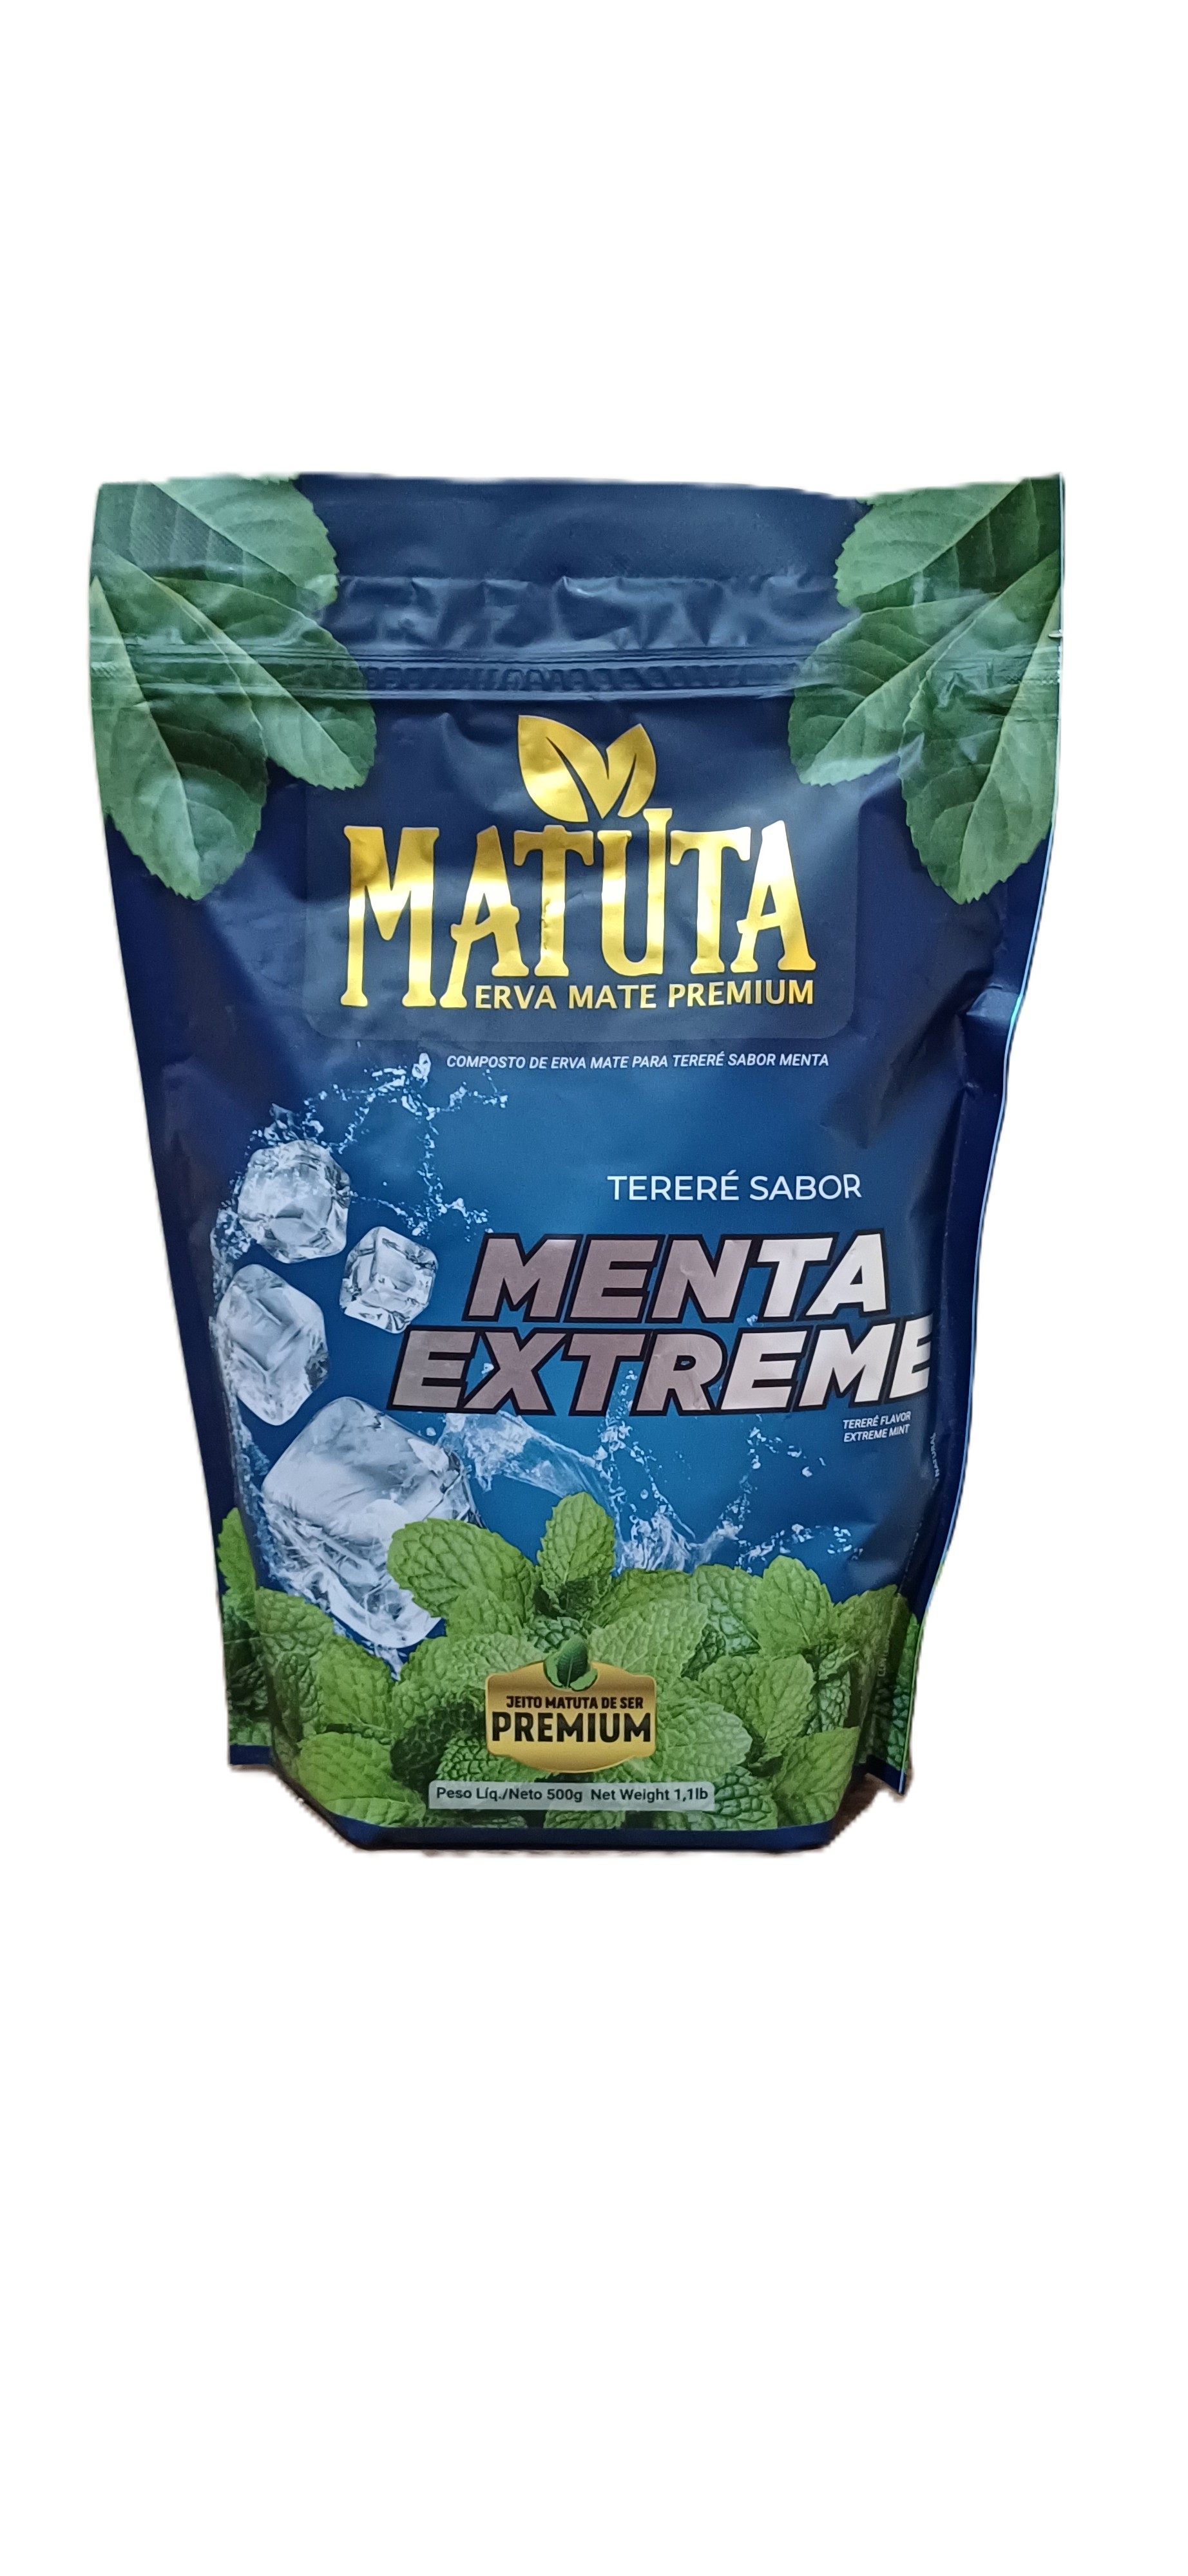 MATUTA
ERVA MATE PREMIUM
COMPOSTO DE ERVA MATE PARA TERERÉ SABOR MENTA
TERERÉ SABOR
MENTA
EXTREME
TERERÉ FLAVOR
EXTREME MINT
JEITO MATUTA DE SER
PREMIUM
Peso Líq./Neto 500g Net Weight 1,1lb